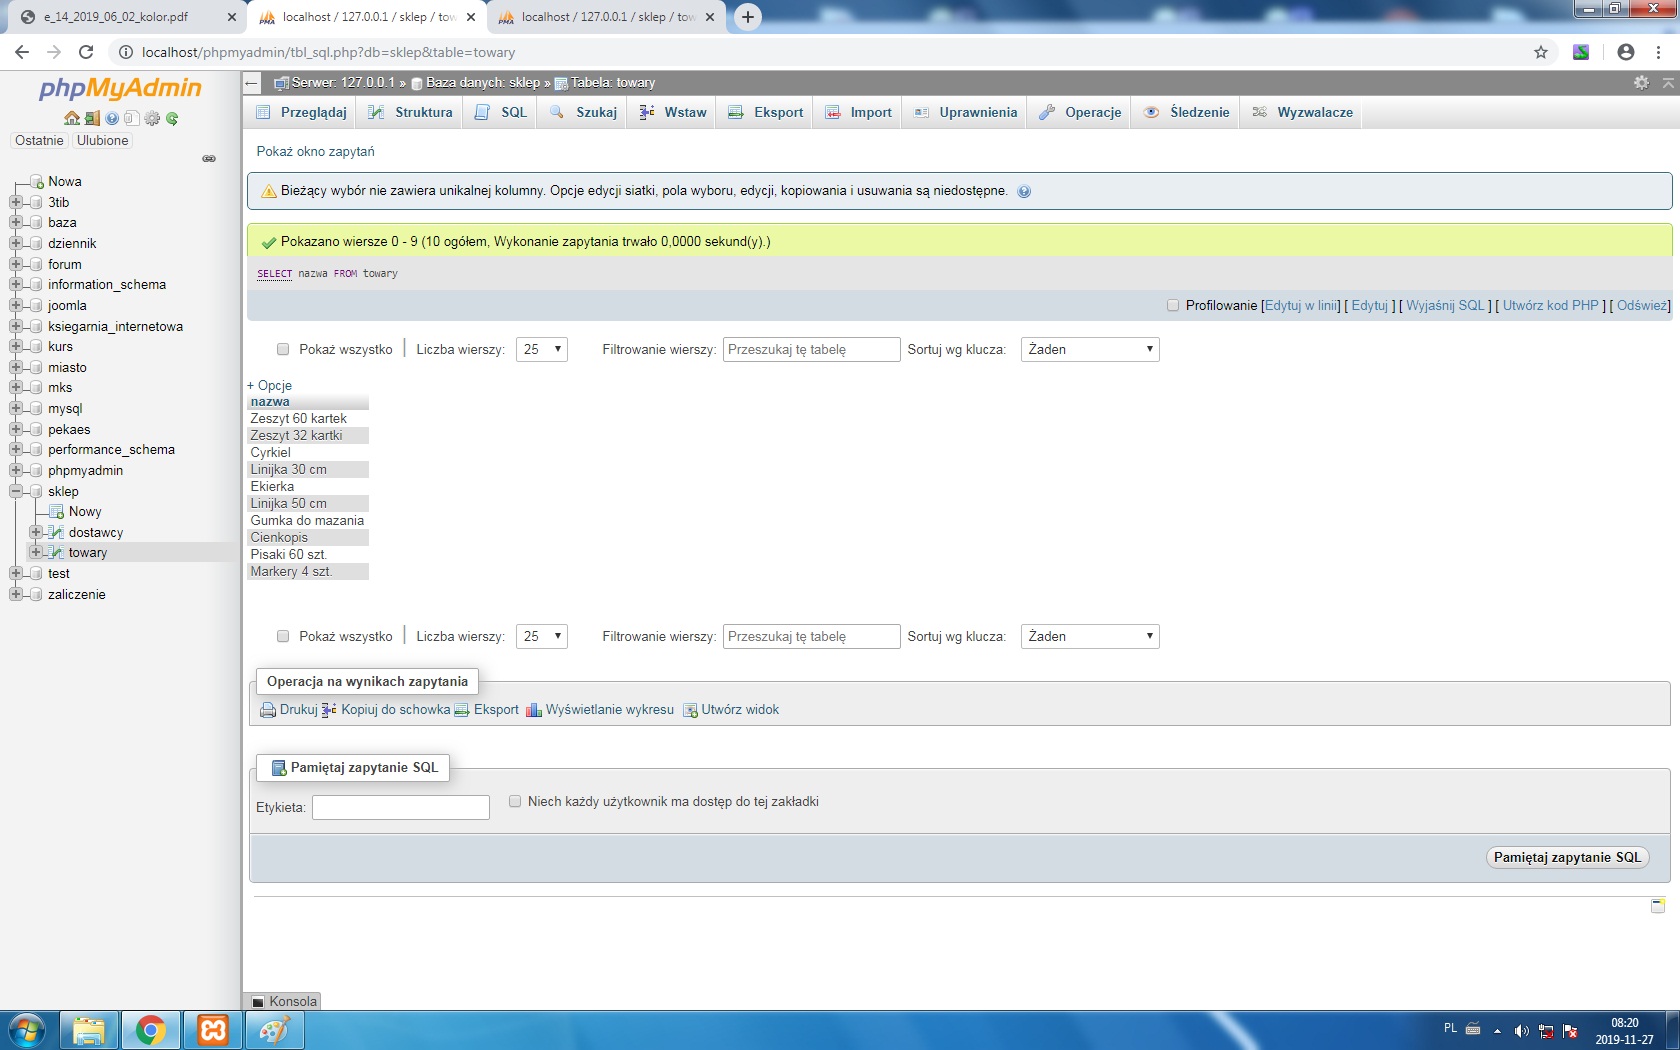 e_14_2019_06_02_kolor.pdf
localhost / 127.0.0.1 / sklep / tow
localhost / 127.0.0.1 / sklep / tow
localhost/phpmyadmin/tbl_sql.php?db=sklep&table=towary
phpMyAdmin
Ostatnie Ulubione
Nowa
3tib
baza
dziennik
forum
information_schema
joomla
ksiegarnia_internetowa
kurs
miasto
mks
mysql
pekaes
performance_schema
phpmyadmin
sklep
Nowy
dostawcy
towary
test
zaliczenie
Serwer: 127.0.0.1 » Baza danych: sklep » Tabela: towary
Przeglądaj Struktura SQL Szukaj Wstaw Eksport Import Uprawnienia Operacje Śledzenie Wyzwalacze
Pokaż okno zapytań
Bieżący wybór nie zawiera unikalnej kolumny. Opcje edycji siatki, pola wyboru, edycji, kopiowania i usuwania są niedostępne.
Pokazano wiersze 0 - 9 (10 ogółem, Wykonanie zapytania trwało 0,0000 sekund(y).)
SELECT nazwa FROM towary
Profilowanie [Edytuj w linii] [ Edytuj ] [ Wyjaśnij SQL ] [ Utwórz kod PHP ] [ Odśwież]
Pokaż wszystko Liczba wierszy: 25 Filtrowanie wierszy: Przeszukaj tę tabelę Sortuj wg klucza: Żaden
+ Opcje
nazwa
Zeszyt 60 kartek
Zeszyt 32 kartki
Cyrkiel
Linijka 30 cm
Ekierka
Linijka 50 cm
Gumka do mazania
Cienkopis
Pisaki 60 szt.
Markery 4 szt.
Pokaż wszystko Liczba wierszy: 25 Filtrowanie wierszy: Przeszukaj tę tabelę Sortuj wg klucza: Żaden
Operacja na wynikach zapytania
Drukuj Kopiuj do schowka Eksport Wyświetlanie wykresu Utwórz widok
Pamiętaj zapytanie SQL
Etykieta: Niech każdy użytkownik ma dostęp do tej zakładki
Pamiętaj zapytanie SQL
Konsola
PL
08:20
2019-11-27